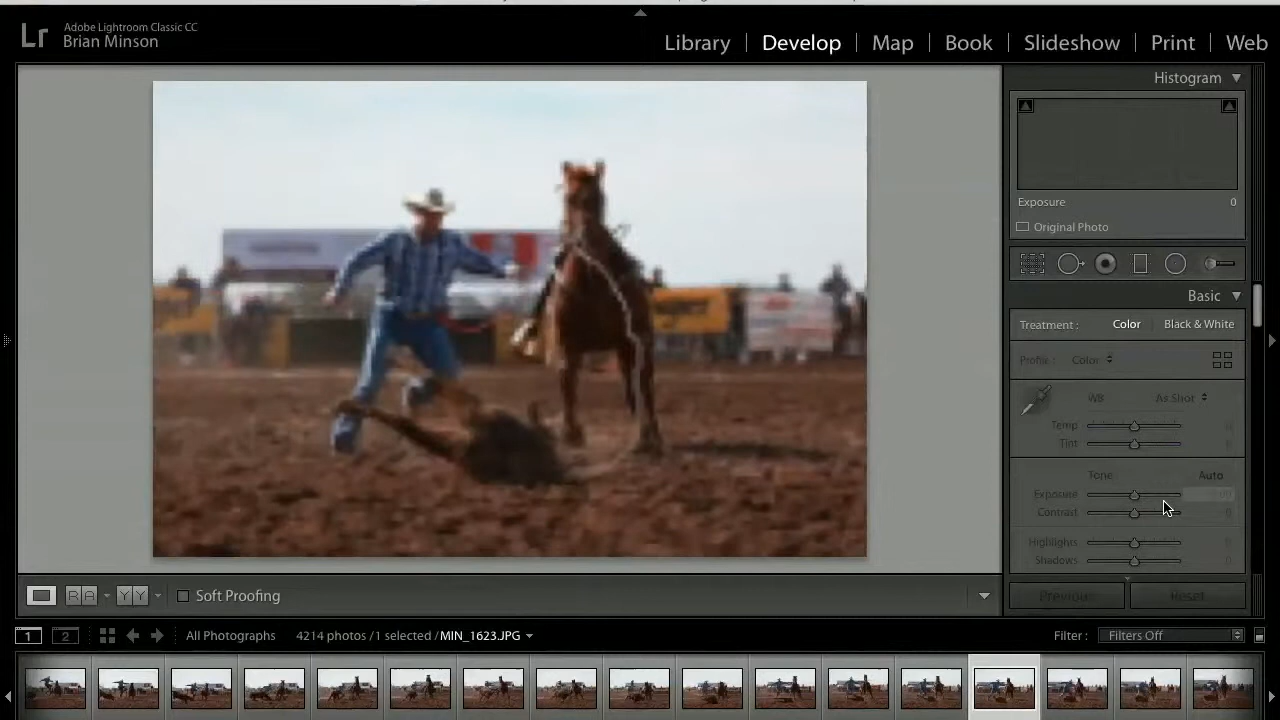 Lr
Adobe Lightroom Classic CC
Brian Minson
Library | Develop | Map | Book | Slideshow | Print | Web
Histogram
Exposure 0
Original Photo
Basic
Treatment : Color Black & White
Profile : Color
WB As Shot
Temp
Tint
Tone Auto
Exposure
Contrast
Highlights
Shadows
R A Y Y Soft Proofing
Previous Reset
1 2 All Photographs 4214 photos / 1 selected / MIN_1623.JPG Filter : Filters Off